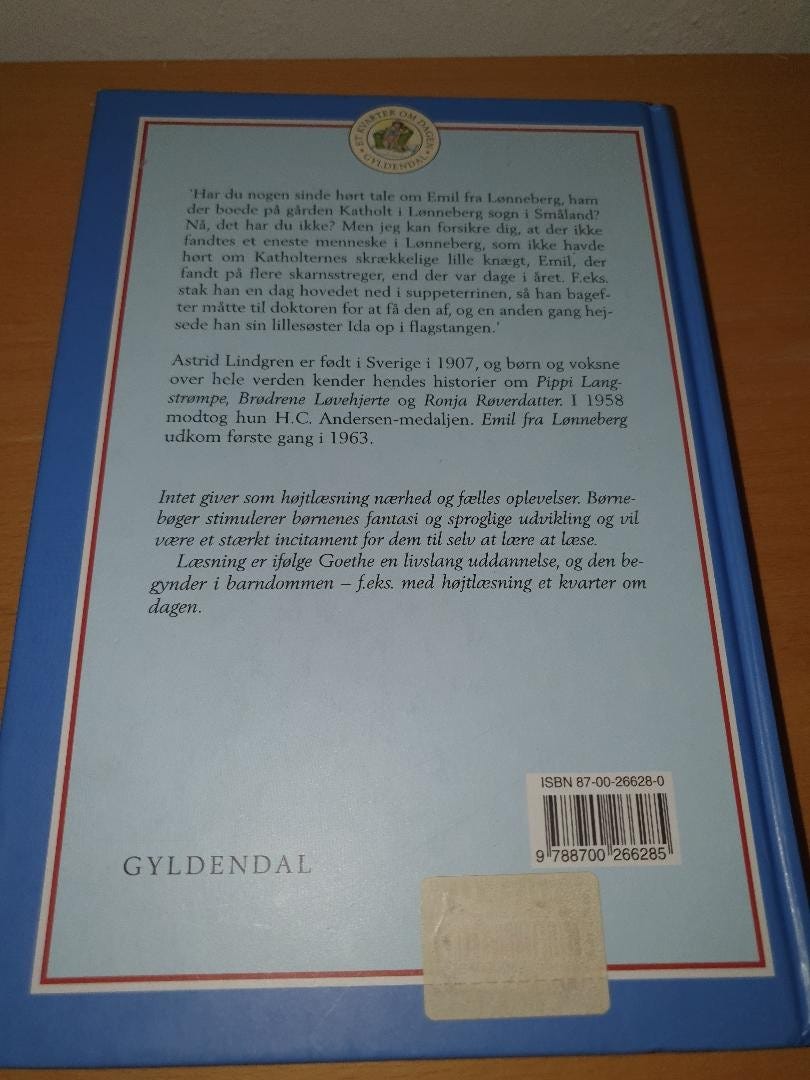 ET KVARTER OM DAGEN
GYLDENDAL
'Har du nogen sinde hørt tale om Emil fra Lønneberg, ham
der boede på gården Katholt i Lønneberg sogn i Småland?
Nå, det har du ikke? Men jeg kan forsikre dig, at der ikke
fandtes et eneste menneske i Lønneberg, som ikke havde
hørt om Katholternes skrækkelige lille knægt, Emil, der
fandt på flere skarnsstreger, end der var dage i året. F.eks.
stak han en dag hovedet ned i suppeterrinen, så han bagef-
ter måtte til doktoren for at få den af, og en anden gang hej-
sede han sin lillesøster Ida op i flagstangen.'
Astrid Lindgren er født i Sverige i 1907, og børn og voksne
over hele verden kender hendes historier om Pippi Lang-
strømpe, Brødrene Løvehjerte og Ronja Røverdatter. I 1958
modtog hun H.C. Andersen-medaljen. Emil fra Lønneberg
udkom første gang i 1963.
Intet giver som højtlæsning nærhed og fælles oplevelser. Børne-
bøger stimulerer børnenes fantasi og sproglige udvikling og vil
være et stærkt incitament for dem til selv at lære at læse.
Læsning er ifølge Goethe en livslang uddannelse, og den be-
gynder i barndommen – f.eks. med højtlæsning et kvarter om
dagen.
ISBN 87-00-26628-0
9 788700 266285
GYLDENDAL